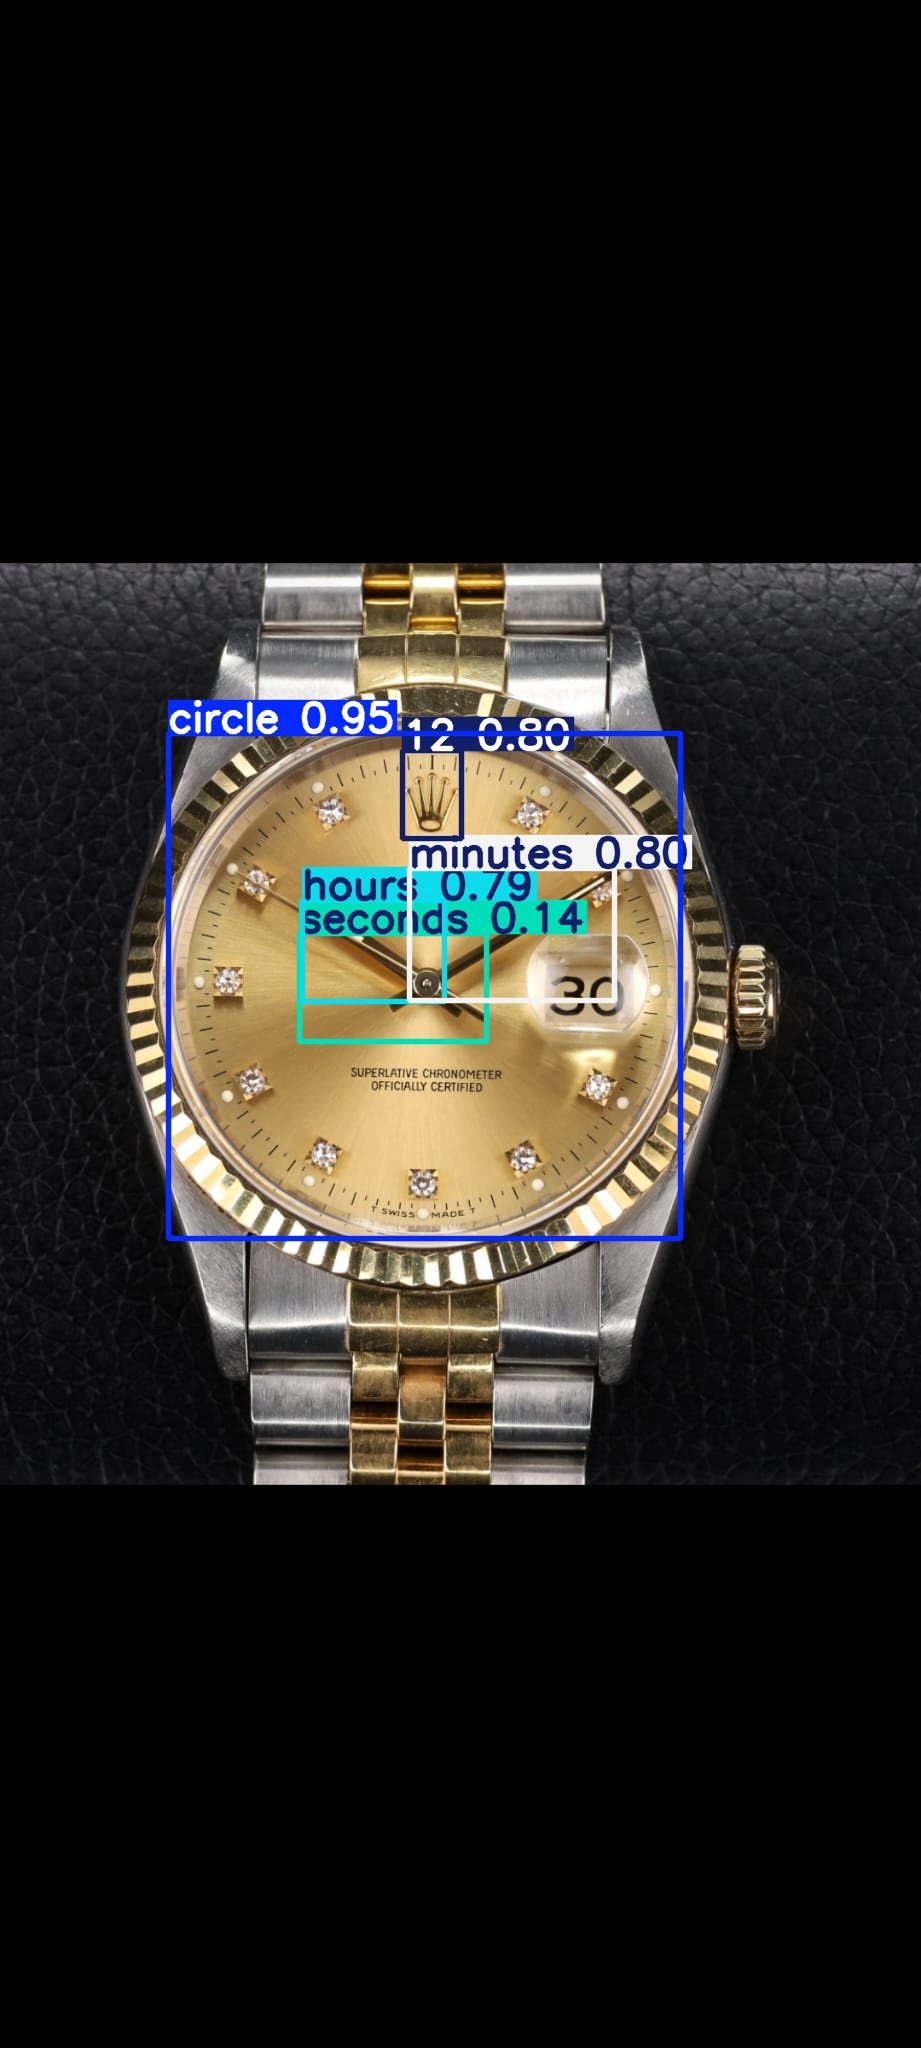 circle 0.95
12 0.80
minutes 0.80
hours 0.79
seconds 0.14
30
SUPERLATIVE CHRONOMETER
OFFICIALLY CERTIFIED
T SWISS MADE T